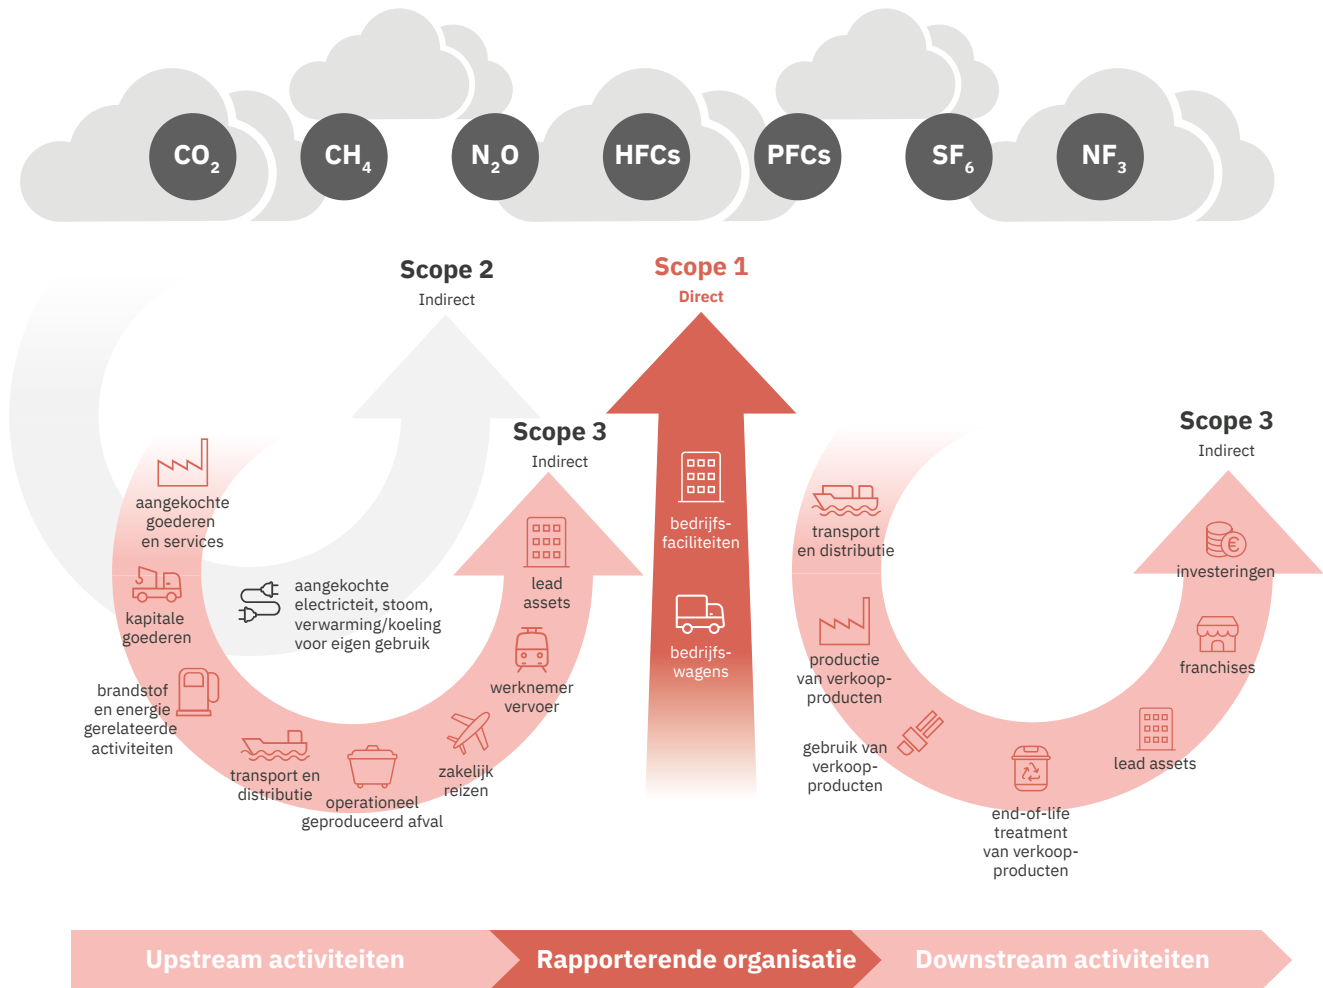 CO2
CH4
N2O
HFCs
PFCs
SF6
NF3
Scope 2
Indirect
Scope 1
Direct
Scope 3
Indirect
Scope 3
Indirect
aangekochte
goederen
en services
kapitale
goederen
brandstof
en energie
gerelateerde
activiteiten
transport en
distributie
operationeel
geproduceerd afval
zakelijk
reizen
werknemer
vervoer
lead
assets
aangekochte
electricteit, stoom,
verwarming/koeling
voor eigen gebruik
bedrijfs-
faciliteiten
bedrijfs-
wagens
transport
en distributie
productie
van verkoop-
producten
gebruik van
verkoop-
producten
end-of-life
treatment
van verkoop-
producten
lead assets
franchises
investeringen
Upstream activiteiten
Rapporterende organisatie
Downstream activiteiten